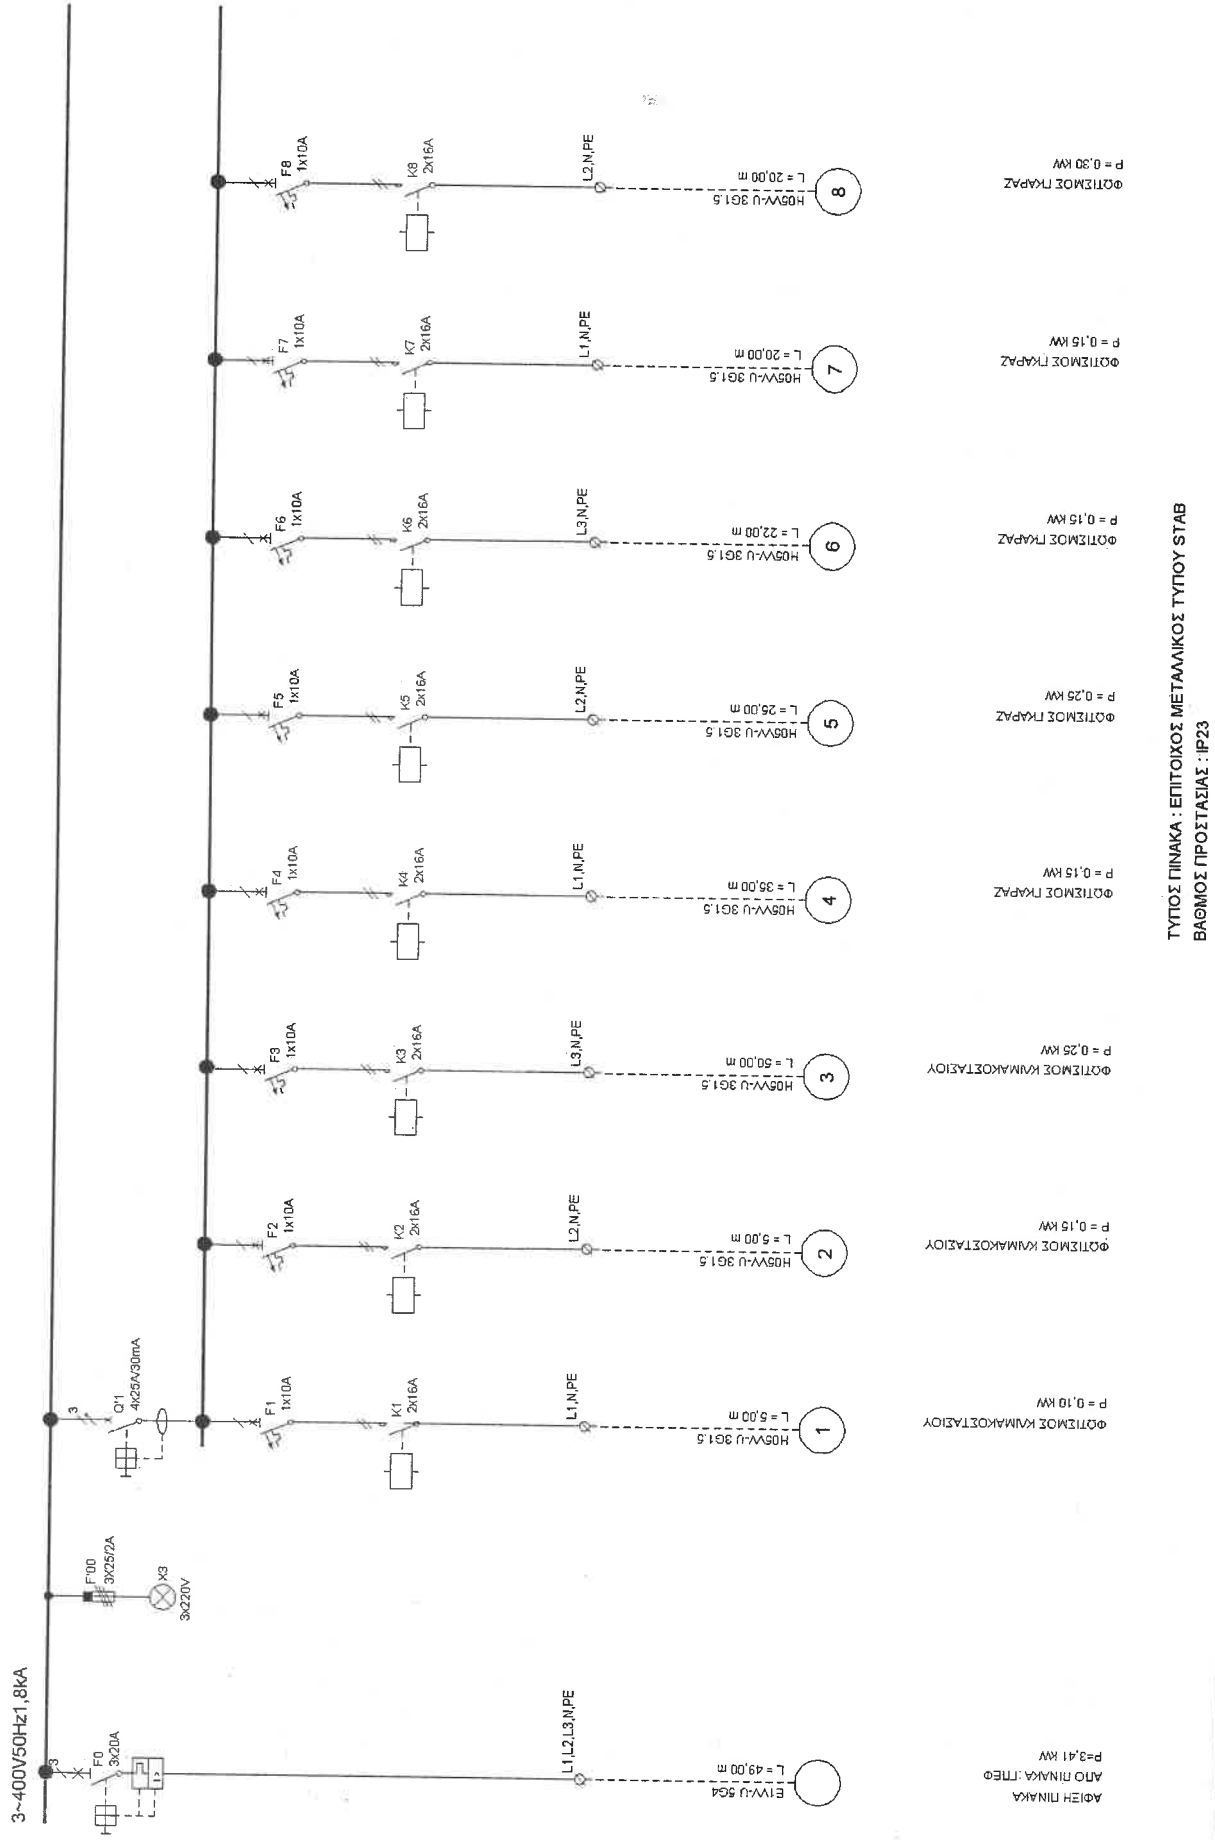 3~400V50Hz1,8kA
3
F0
3x20A
L1,L2,L3,N,PE
E1VV-U 5G4
L = 49,00 m
ΑΦΙΞΗ ΠΙΝΑΚΑ
ΑΠΟ ΠΙΝΑΚΑ : ΓΠΕΦ
P=3,41 KW
F'00
3X25/2A
X3
3x220V
3
Q'1
4x25A/30mA
F1
1x10A
K1
2x16A
L1,N,PE
H05VV-U 3G1.5
L = 5,00 m
1
ΦΩΤΙΣΜΟΣ ΚΛΙΜΑΚΟΣΤΑΣΙΟΥ
P = 0,10 KW
F2
1x10A
K2
2x16A
L2,N,PE
H05VV-U 3G1.5
L = 5,00 m
2
ΦΩΤΙΣΜΟΣ ΚΛΙΜΑΚΟΣΤΑΣΙΟΥ
P = 0,15 KW
F3
1x10A
K3
2x16A
L3,N,PE
H05VV-U 3G1.5
L = 50,00 m
3
ΦΩΤΙΣΜΟΣ ΚΛΙΜΑΚΟΣΤΑΣΙΟΥ
P = 0,25 KW
F4
1x10A
K4
2x16A
L1,N,PE
H05VV-U 3G1.5
L = 35,00 m
4
ΦΩΤΙΣΜΟΣ ΓΚΑΡΑΖ
P = 0,15 KW
F5
1x10A
K5
2x16A
L2,N,PE
H05VV-U 3G1.5
L = 25,00 m
5
ΦΩΤΙΣΜΟΣ ΓΚΑΡΑΖ
P = 0,25 KW
F6
1x10A
K6
2x16A
L3,N,PE
H05VV-U 3G1.5
L = 22,00 m
6
ΦΩΤΙΣΜΟΣ ΓΚΑΡΑΖ
P = 0,15 KW
F7
1x10A
K7
2x16A
L1,N,PE
H05VV-U 3G1.5
L = 20,00 m
7
ΦΩΤΙΣΜΟΣ ΓΚΑΡΑΖ
P = 0,15 KW
F8
1x10A
K8
2x16A
L2,N,PE
H05VV-U 3G1.5
L = 20,00 m
8
ΦΩΤΙΣΜΟΣ ΓΚΑΡΑΖ
P = 0,30 KW
ΤΥΠΟΣ ΠΙΝΑΚΑ : ΕΠΙΤΟΙΧΟΣ ΜΕΤΑΛΛΙΚΟΣ ΤΥΠΟΥ STAB
ΒΑΘΜΟΣ ΠΡΟΣΤΑΣΙΑΣ : IP23